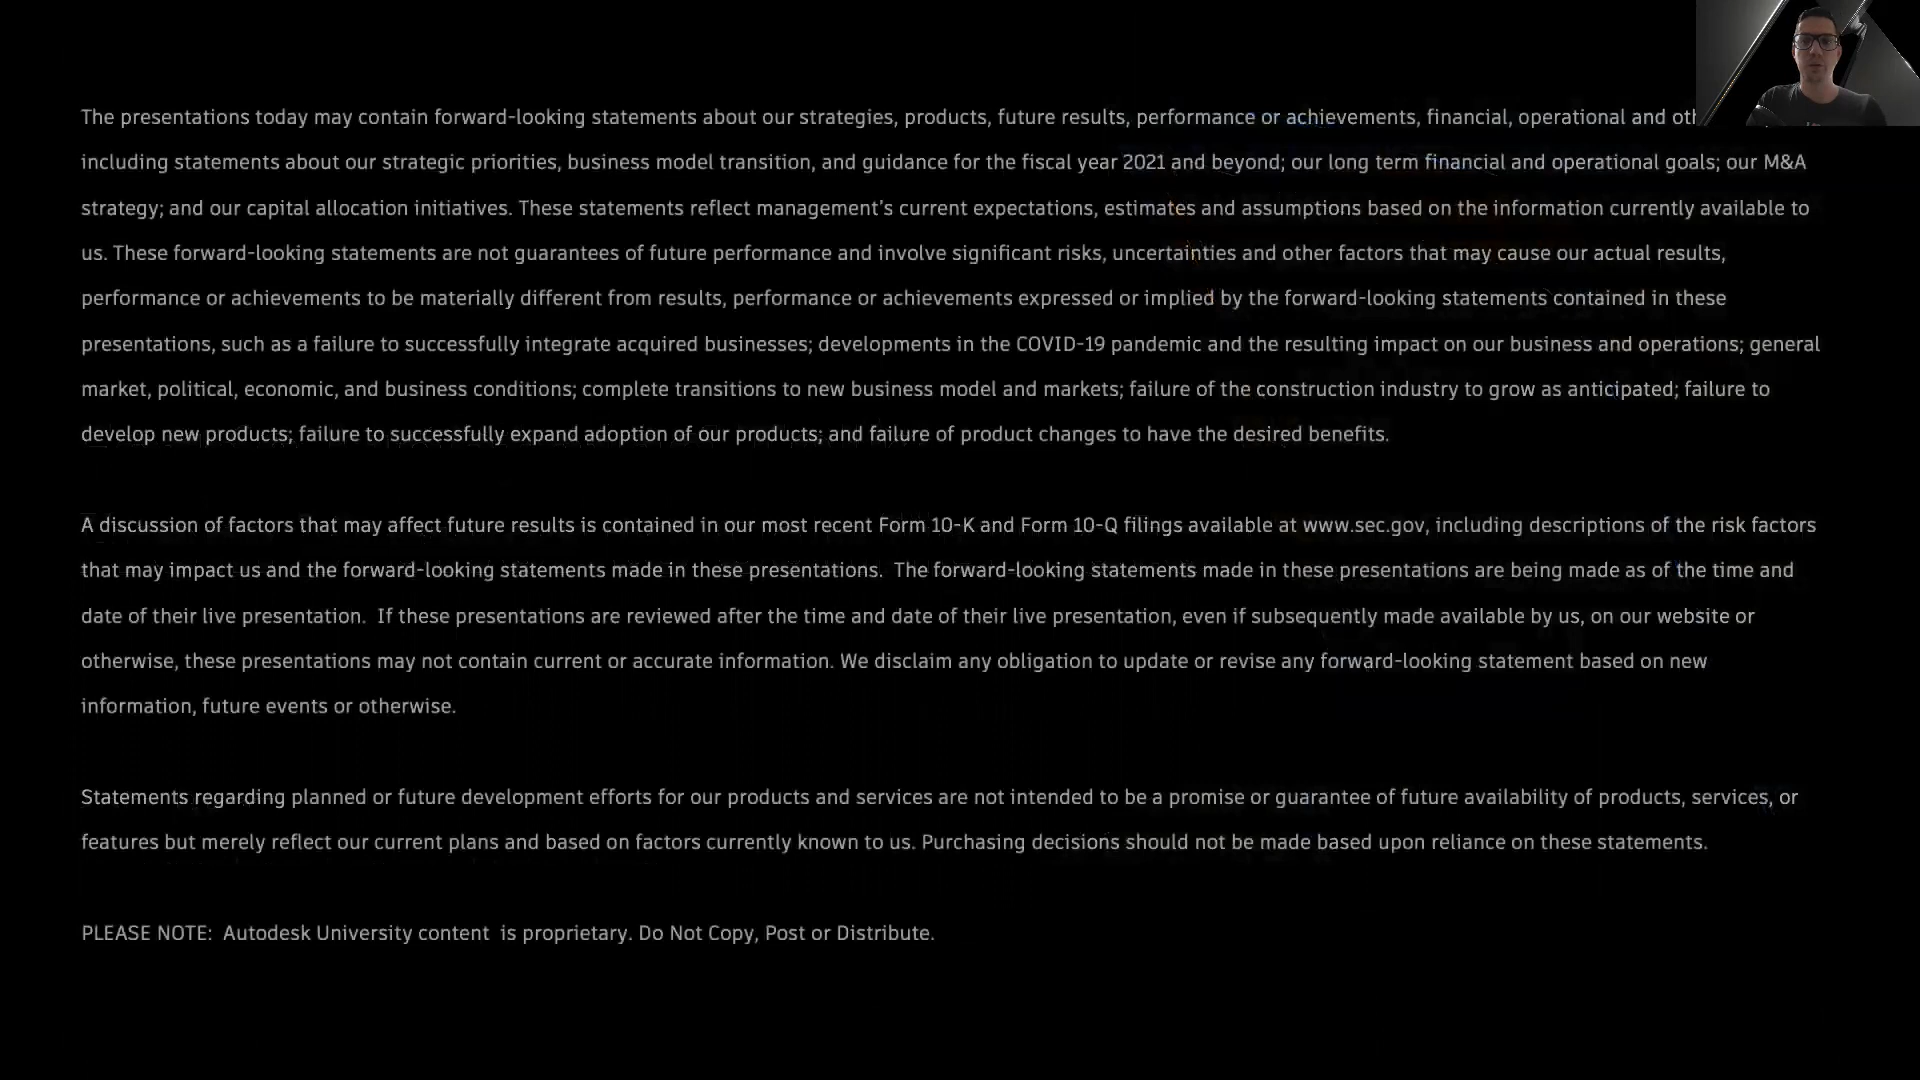 The presentations today may contain forward-looking statements about our strategies, products, future results, performance or achievements, financial, operational and
including statements about our strategic priorities, business model transition, and guidance for the fiscal year 2021 and beyond; our long term financial and operational goals; our M&A
strategy; and our capital allocation initiatives. These statements reflect management's current expectations, estimates and assumptions based on the information currently available to
us. These forward-looking statements are not guarantees of future performance and involve significant risks, uncertainties and other factors that may cause our actual results,
performance or achievements to be materially different from results, performance or achievements expressed or implied by the forward-looking statements contained in these
presentations, such as a failure to successfully integrate acquired businesses; developments in the COVID-19 pandemic and the resulting impact on our business and operations; general
market, political, economic, and business conditions; complete transitions to new business model and markets; failure of the construction industry to grow as anticipated; failure to
develop new products; failure to successfully expand adoption of our products; and failure of product changes to have the desired benefits.
A discussion of factors that may affect future results is contained in our most recent Form 10-K and Form 10-Q filings available at www.sec.gov, including descriptions of the risk factors
that may impact us and the forward-looking statements made in these presentations.  The forward-looking statements made in these presentations are being made as of the time and
date of their live presentation.  If these presentations are reviewed after the time and date of their live presentation, even if subsequently made available by us, on our website or
otherwise, these presentations may not contain current or accurate information. We disclaim any obligation to update or revise any forward-looking statement based on new
information, future events or otherwise.
Statements regarding planned or future development efforts for our products and services are not intended to be a promise or guarantee of future availability of products, services, or
features but merely reflect our current plans and based on factors currently known to us. Purchasing decisions should not be made based upon reliance on these statements.
PLEASE NOTE:  Autodesk University content  is proprietary. Do Not Copy, Post or Distribute.